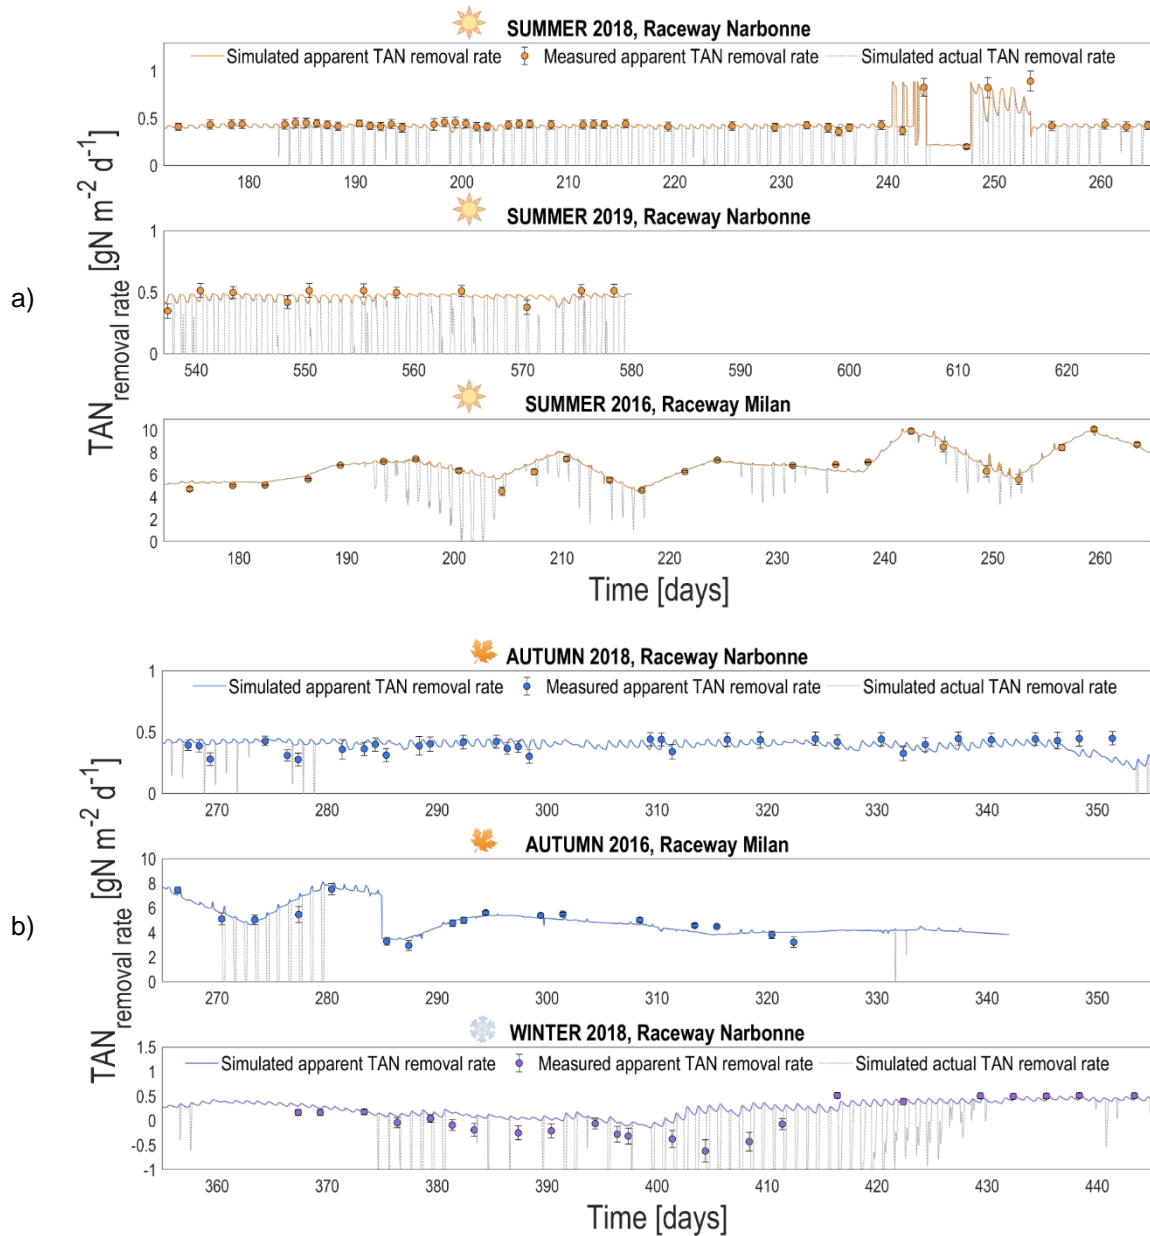 SUMMER 2018, Raceway Narbonne
Simulated apparent TAN removal rate Measured apparent TAN removal rate Simulated actual TAN removal rate
1
0.5
0
180 190 200 210 220 230 240 250 260
a)
TAN removal rate [gN m-2 d-1]
SUMMER 2019, Raceway Narbonne
1
0.5
0
540 550 560 570 580 590 600 610 620
SUMMER 2016, Raceway Milan
10
8
6
4
2
0
180 190 200 210 220 230 240 250 260
Time [days]
AUTUMN 2018, Raceway Narbonne
Simulated apparent TAN removal rate Measured apparent TAN removal rate Simulated actual TAN removal rate
1
0.5
0
270 280 290 300 310 320 330 340 350
b)
TAN removal rate [gN m-2 d-1]
AUTUMN 2016, Raceway Milan
10
8
6
4
2
0
270 280 290 300 310 320 330 340 350
WINTER 2018, Raceway Narbonne
Simulated apparent TAN removal rate Measured apparent TAN removal rate Simulated actual TAN removal rate
1.5
1
0.5
0
-0.5
-1
360 370 380 390 400 410 420 430 440
Time [days]